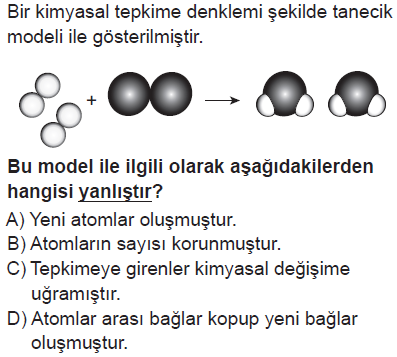 Bir kimyasal tepkime denklemi şekilde tanecik
modeli ile gösterilmiştir.
+
Bu model ile ilgili olarak aşağıdakilerden
hangisi yanlıştır?
A) Yeni atomlar oluşmuştur.
B) Atomların sayısı korunmuştur.
C) Tepkimeye girenler kimyasal değişime
uğramıştır.
D) Atomlar arası bağlar kopup yeni bağlar
oluşmuştur.